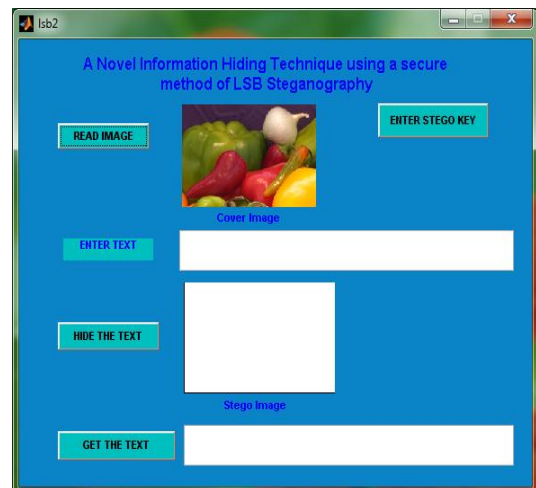 lsb2
A Novel Information Hiding Technique using a secure
method of LSB Steganography
READ IMAGE
ENTER STEGO KEY
Cover Image
ENTER TEXT
HIDE THE TEXT
Stego Image
GET THE TEXT